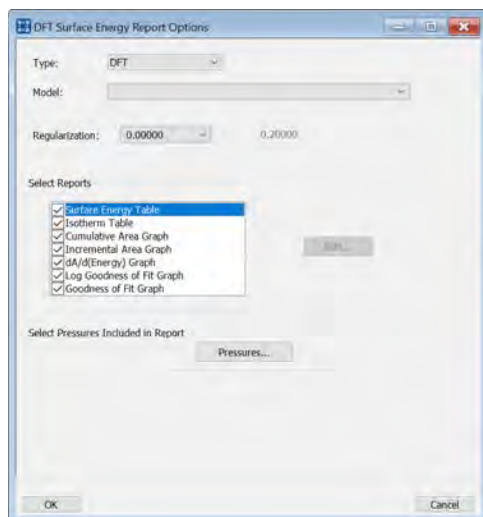 DFT Surface Energy Report Options
Type: DFT
Model:
Regularization: 0.00000 0.20000
Select Reports
Surface Energy Table
Isotherm Table
Cumulative Area Graph
Incremental Area Graph
dA/d(Energy) Graph
Log Goodness of Fit Graph
Goodness of Fit Graph
Select Pressures Included in Report
Pressures...
OK Cancel